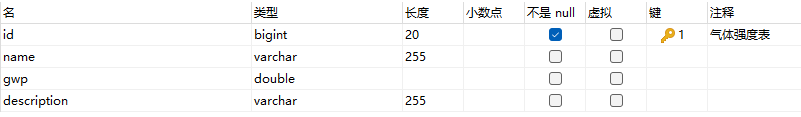 名 类型 长度 小数点 不是 null 虚拟 键 注释
id bigint 20 1 气体强度表
name varchar 255
gwp double
description varchar 255